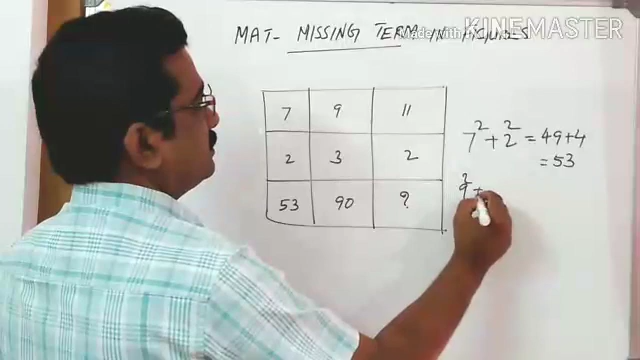 MAT- MISSING TERM IN FIGURES
Made with KINEMASTER
7 9 11
2 3 2
53 90 ?
7² + 2² = 49+4
= 53
9² +